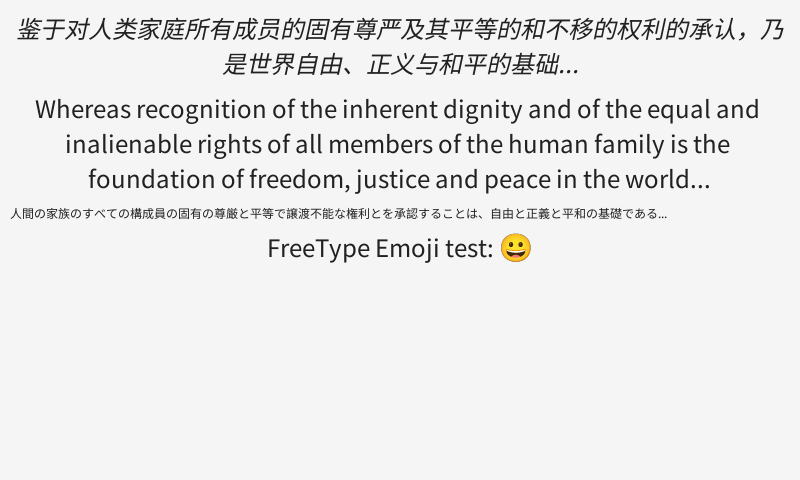 鉴于对人类家庭所有成员的固有尊严及其平等的和不移的权利的承认，乃
是世界自由、正义与和平的基础...
Whereas recognition of the inherent dignity and of the equal and
inalienable rights of all members of the human family is the
foundation of freedom, justice and peace in the world...
人間の家族のすべての構成員の固有の尊厳と平等で譲渡不能な権利とを承認することは、自由と正義と平和の基礎である...
FreeType Emoji test: 😀